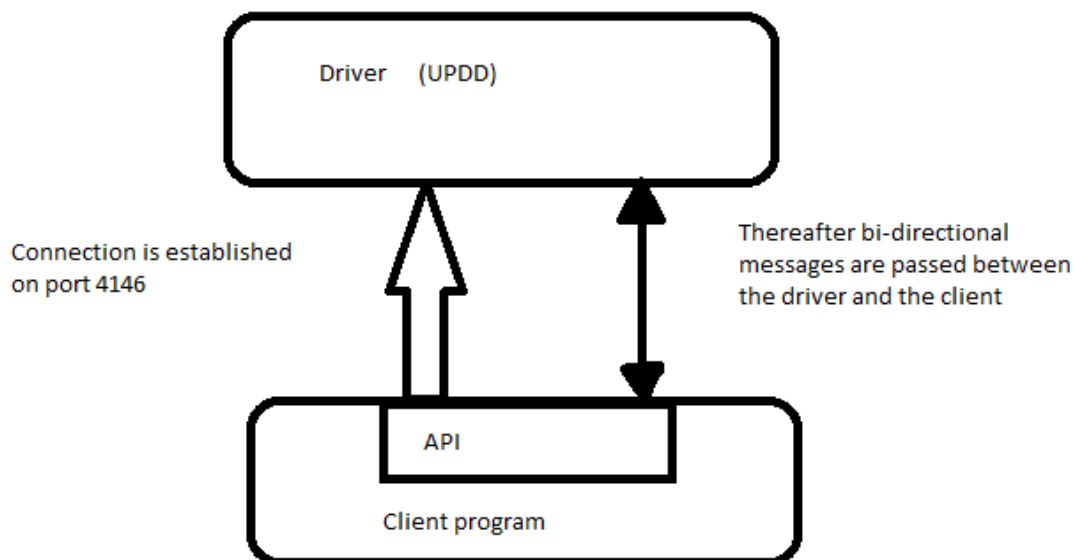 Driver (UPDD)
Connection is established
on port 4146
Thereafter bi-directional
messages are passed between
the driver and the client
API
Client program